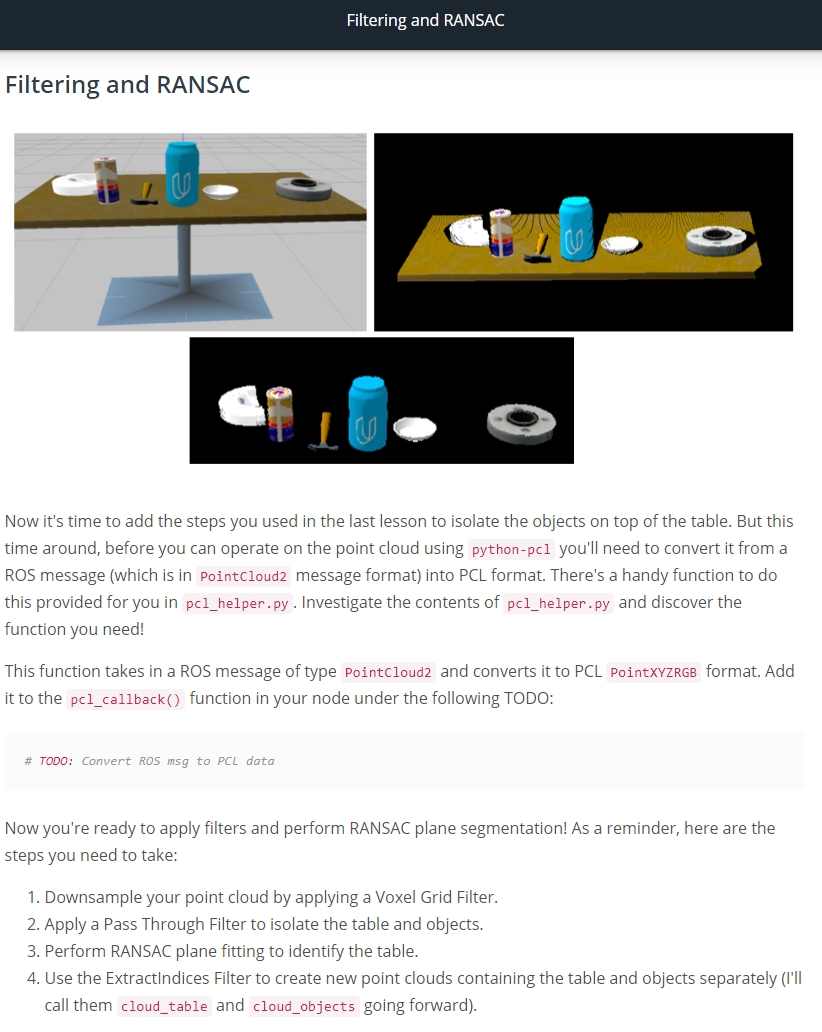 Filtering and RANSAC
Filtering and RANSAC
Now it's time to add the steps you used in the last lesson to isolate the objects on top of the table. But this
time around, before you can operate on the point cloud using python-pcl you'll need to convert it from a
ROS message (which is in PointCloud2 message format) into PCL format. There's a handy function to do
this provided for you in pcl_helper.py. Investigate the contents of pcl_helper.py and discover the
function you need!
This function takes in a ROS message of type PointCloud2 and converts it to PCL PointXYZRGB format. Add
it to the pcl_callback() function in your node under the following TODO:
# TODO: Convert ROS msg to PCL data
Now you're ready to apply filters and perform RANSAC plane segmentation! As a reminder, here are the
steps you need to take:
1. Downsample your point cloud by applying a Voxel Grid Filter.
2. Apply a Pass Through Filter to isolate the table and objects.
3. Perform RANSAC plane fitting to identify the table.
4. Use the ExtractIndices Filter to create new point clouds containing the table and objects separately (I'll
call them cloud_table and cloud_objects going forward).